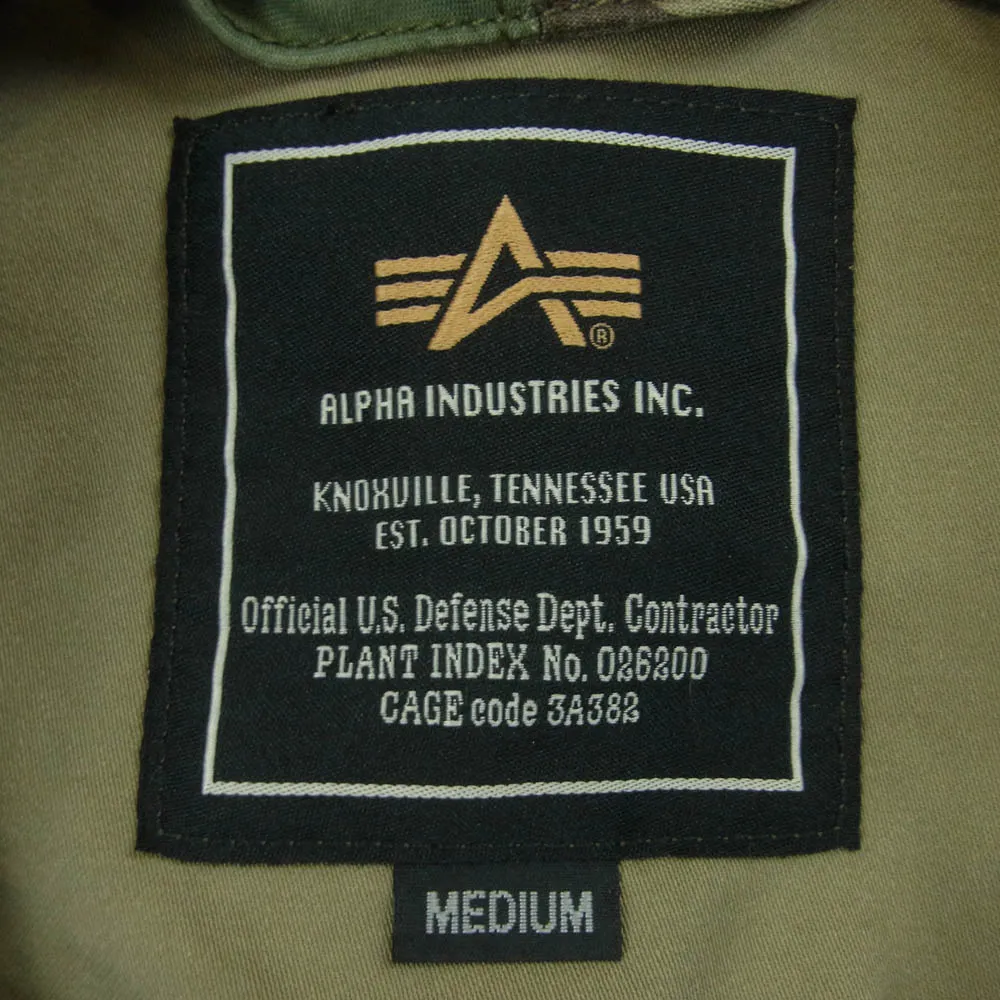 ®
ALPHA INDUSTRIES INC.
KNOXVILLE, TENNESSEE USA
EST. OCTOBER 1959
Official U.S. Defense Dept. Contractor
PLANT INDEX No. 026200
CAGE code 3A382
MEDIUM